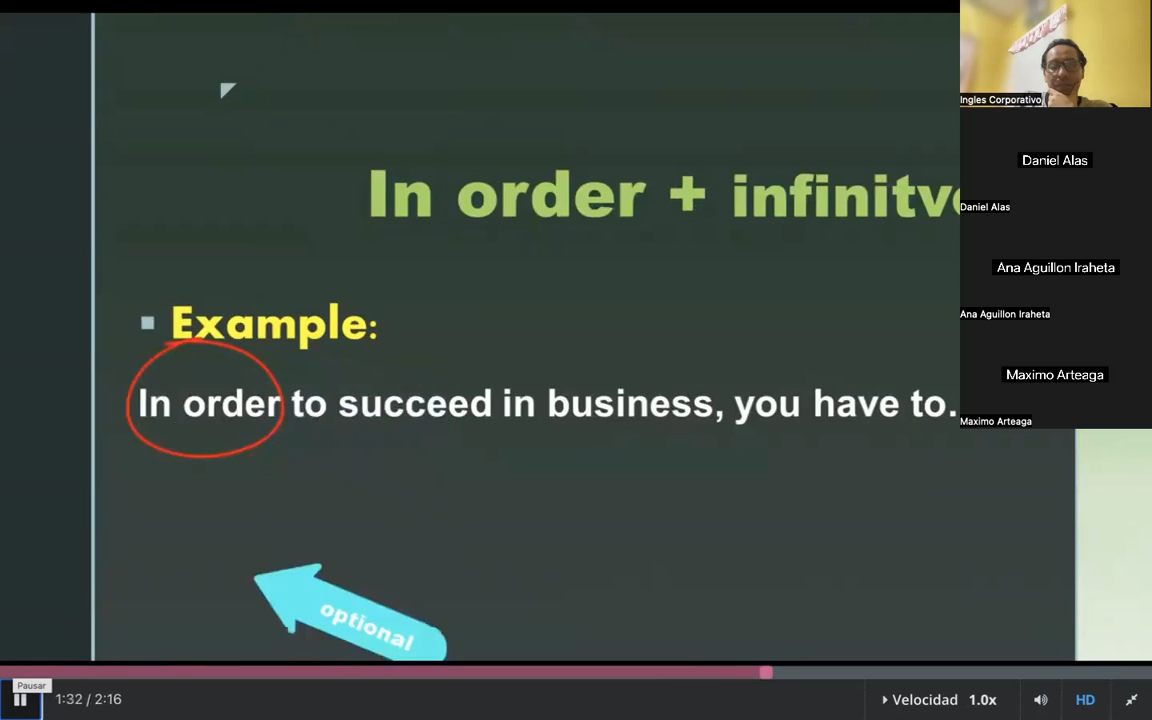 In order + infinitv
Example:
In order to succeed in business, you have to.
optional
Ingles Corporativo
Daniel Alas
Daniel Alas
Ana Aguillon Iraheta
Ana Aguillon Iraheta
Maximo Arteaga
Maximo Arteaga
Pausar
1:32 / 2:16
Velocidad 1.0x
HD